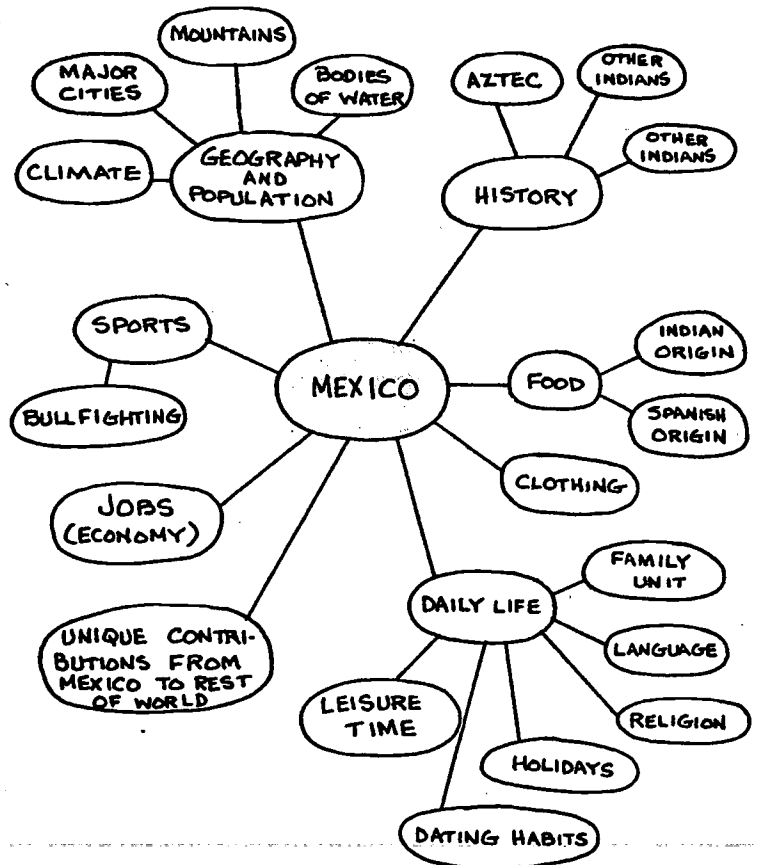 MOUNTAINS
MAJOR
CITIES
BODIES
OF WATER
CLIMATE
GEOGRAPHY
AND
POPULATION
AZTEC
OTHER
INDIANS
OTHER
INDIANS
HISTORY
SPORTS
BULLFIGHTING
MEXICO
FOOD
INDIAN
ORIGIN
SPANISH
ORIGIN
CLOTHING
JOBS
(ECONOMY)
UNIQUE CONTRI-
BUTIONS FROM
MEXICO TO REST
OF WORLD
DAILY LIFE
FAMILY
UNIT
LANGUAGE
RELIGION
HOLIDAYS
DATING HABITS
LEISURE
TIME